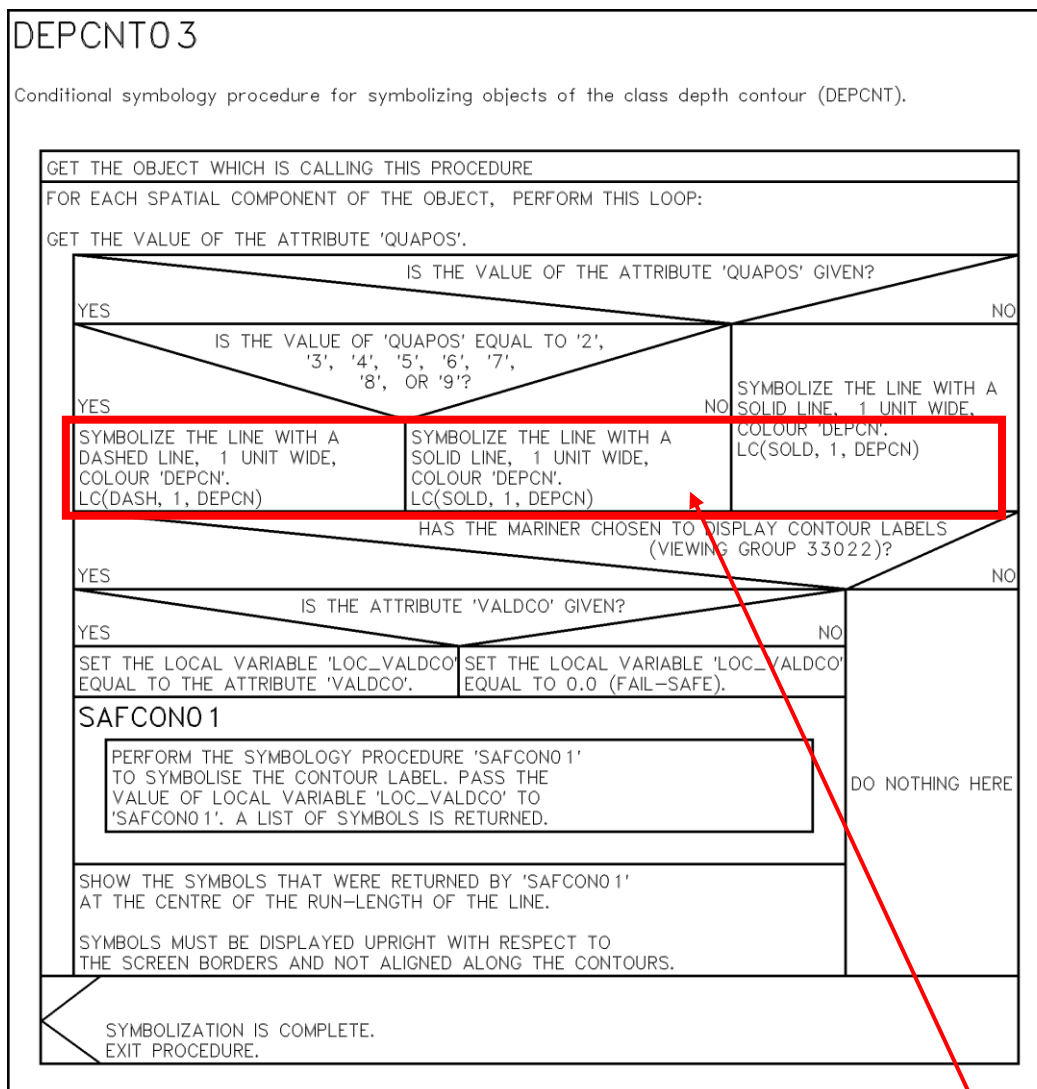 DEPCNT03
Conditional symbology procedure for symbolizing objects of the class depth contour (DEPCNT).
GET THE OBJECT WHICH IS CALLING THIS PROCEDURE
FOR EACH SPATIAL COMPONENT OF THE OBJECT, PERFORM THIS LOOP:
GET THE VALUE OF THE ATTRIBUTE 'QUAPOS'.
IS THE VALUE OF THE ATTRIBUTE 'QUAPOS' GIVEN?
YES
NO
IS THE VALUE OF 'QUAPOS' EQUAL TO '2',
'3', '4', '5', '6', '7',
'8', OR '9'?
YES
NO
SYMBOLIZE THE LINE WITH A
DASHED LINE, 1 UNIT WIDE,
COLOUR 'DEPCN'.
LC(DASH, 1, DEPCN)
SYMBOLIZE THE LINE WITH A
SOLID LINE, 1 UNIT WIDE,
COLOUR 'DEPCN'.
LC(SOLD, 1, DEPCN)
SYMBOLIZE THE LINE WITH A
SOLID LINE, 1 UNIT WIDE,
COLOUR 'DEPCN'.
LC(SOLD, 1, DEPCN)
HAS THE MARINER CHOSEN TO DISPLAY CONTOUR LABELS
(VIEWING GROUP 33022)?
YES
NO
IS THE ATTRIBUTE 'VALDCO' GIVEN?
YES
NO
SET THE LOCAL VARIABLE 'LOC_VALDCO'
EQUAL TO THE ATTRIBUTE 'VALDCO'.
SET THE LOCAL VARIABLE 'LOC_VALDCO'
EQUAL TO 0.0 (FAIL-SAFE).
SAFCON01
PERFORM THE SYMBOLOGY PROCEDURE 'SAFCON01'
TO SYMBOLISE THE CONTOUR LABEL. PASS THE
VALUE OF LOCAL VARIABLE 'LOC_VALDCO' TO
'SAFCON01'. A LIST OF SYMBOLS IS RETURNED.
DO NOTHING HERE
SHOW THE SYMBOLS THAT WERE RETURNED BY 'SAFCON01'
AT THE CENTRE OF THE RUN-LENGTH OF THE LINE.
SYMBOLS MUST BE DISPLAYED UPRIGHT WITH RESPECT TO
THE SCREEN BORDERS AND NOT ALIGNED ALONG THE CONTOURS.
SYMBOLIZATION IS COMPLETE.
EXIT PROCEDURE.